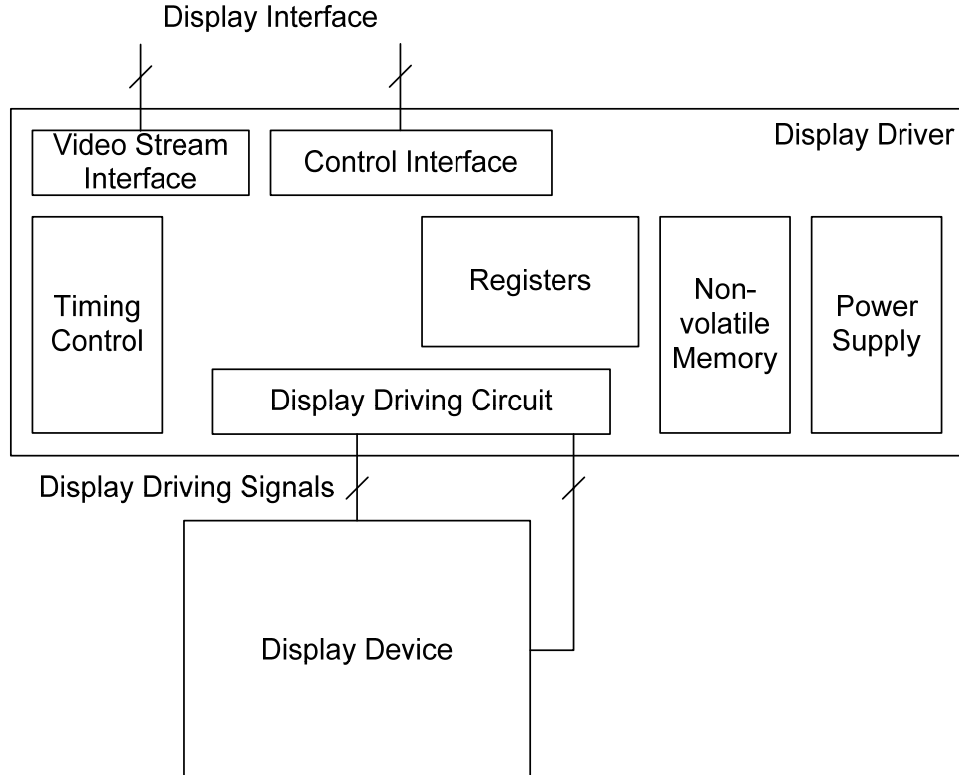 Display Interface
Display Driver
Video Stream
Interface
Control Interface
Timing
Control
Registers
Non-
volatile
Memory
Power
Supply
Display Driving Circuit
Display Driving Signals
Display Device